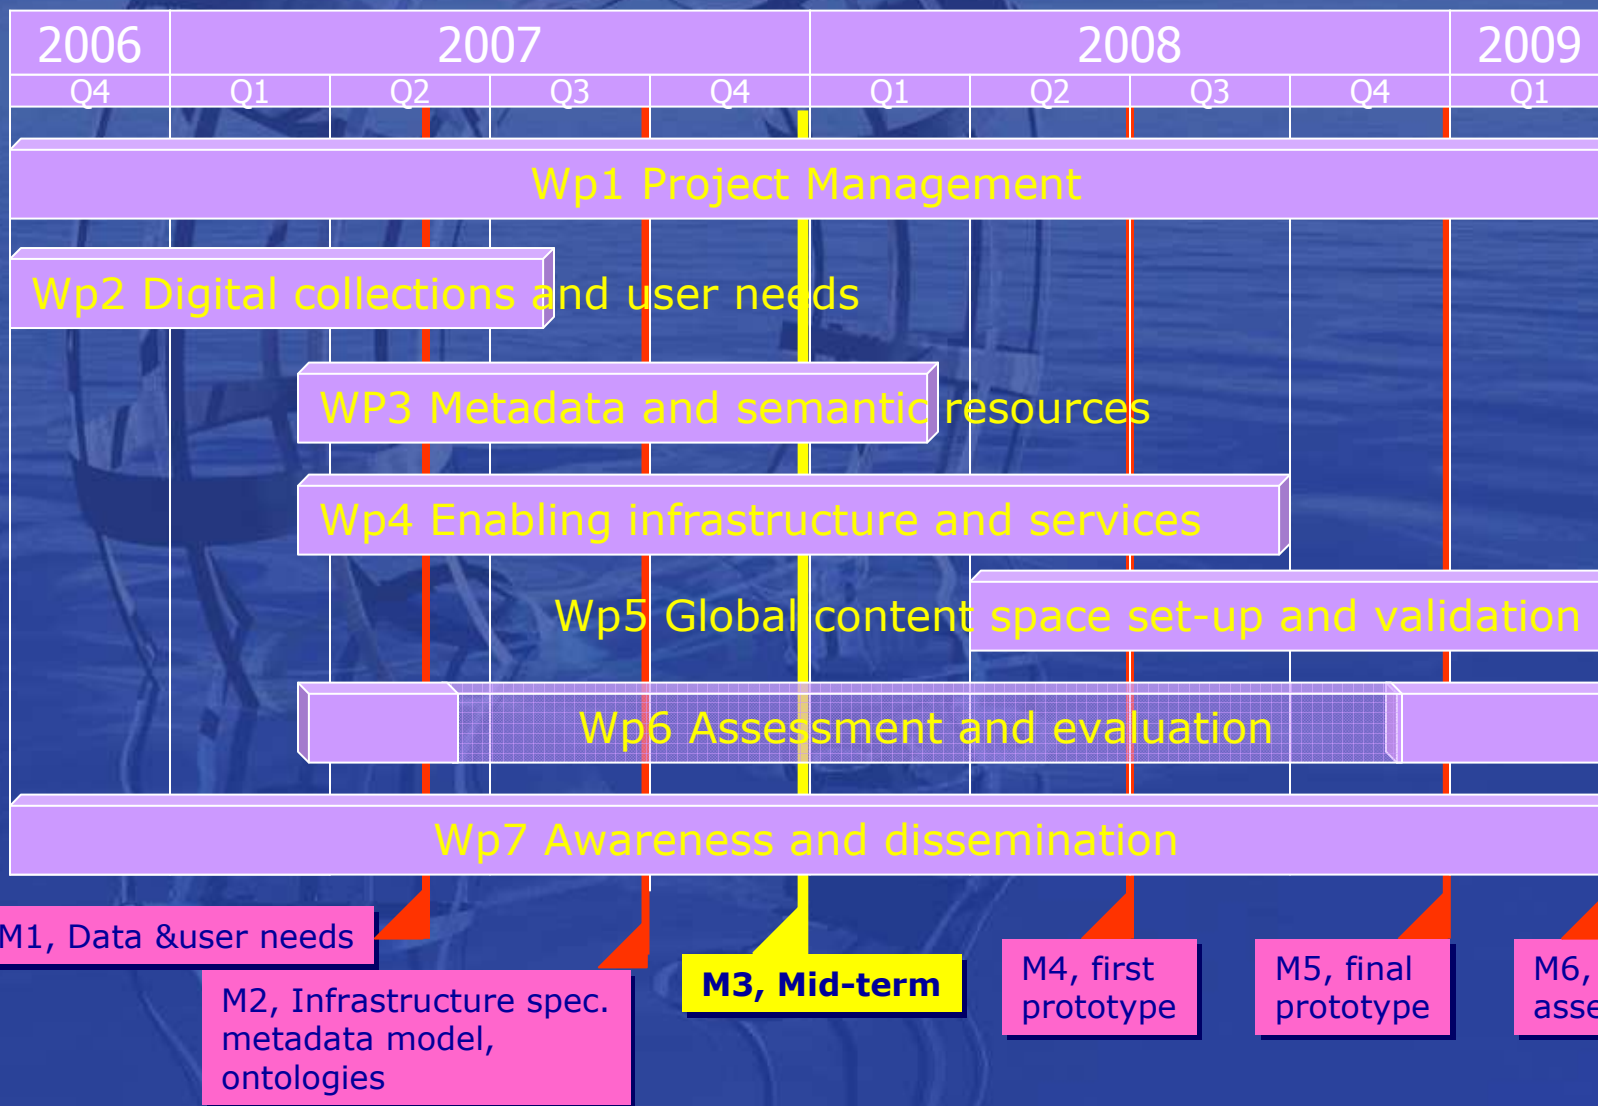 2006 2007 2008 2009
Q4 Q1 Q2 Q3 Q4 Q1 Q2 Q3 Q4 Q1
Wp1 Project Management
Wp2 Digital collections and user needs
WP3 Metadata and semantic resources
Wp4 Enabling infrastructure and services
Wp5 Global content space set-up and validation
Wp6 Assessment and evaluation
Wp7 Awareness and dissemination
M1, Data &user needs
M2, Infrastructure spec.
metadata model,
ontologies
M3, Mid-term
M4, first
prototype
M5, final
prototype
M6,